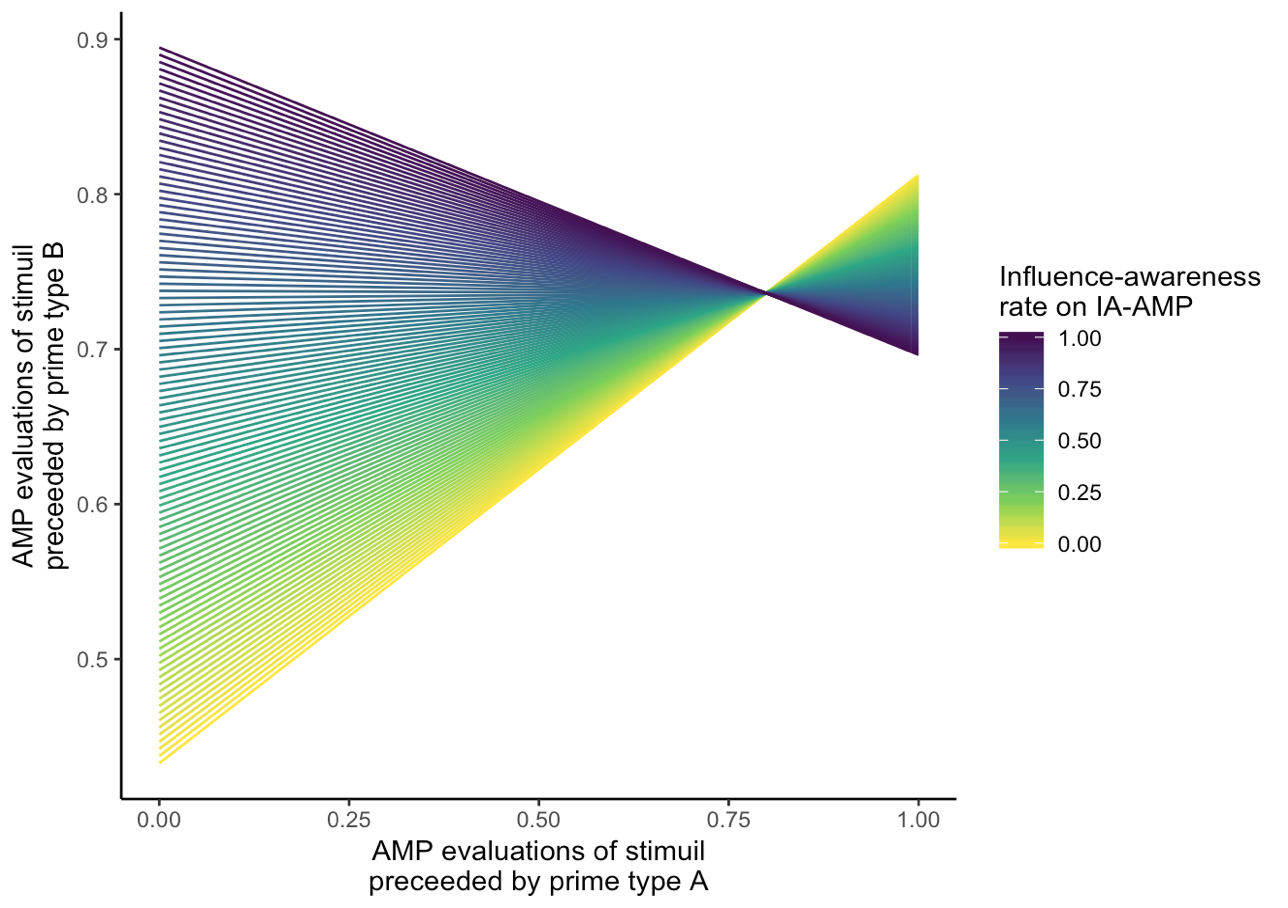 0.9
0.8
0.7
0.6
0.5
AMP evaluations of stimuil
preceeded by prime type B
0.00 0.25 0.50 0.75 1.00
AMP evaluations of stimuil
preceeded by prime type A
Influence-awareness
rate on IA-AMP
1.00
0.75
0.50
0.25
0.00